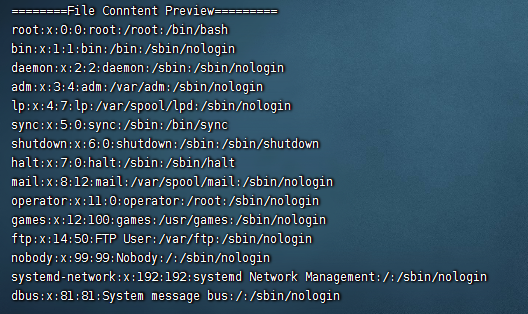 ========File Conntent Preview=========
root:x:0:0:root:/root:/bin/bash
bin:x:1:1:bin:/bin:/sbin/nologin
daemon:x:2:2:daemon:/sbin:/sbin/nologin
adm:x:3:4:adm:/var/adm:/sbin/nologin
lp:x:4:7:lp:/var/spool/lpd:/sbin/nologin
sync:x:5:0:sync:/sbin:/bin/sync
shutdown:x:6:0:shutdown:/sbin:/sbin/shutdown
halt:x:7:0:halt:/sbin:/sbin/halt
mail:x:8:12:mail:/var/spool/mail:/sbin/nologin
operator:x:11:0:operator:/root:/sbin/nologin
games:x:12:100:games:/usr/games:/sbin/nologin
ftp:x:14:50:FTP User:/var/ftp:/sbin/nologin
nobody:x:99:99:Nobody:/:/sbin/nologin
systemd-network:x:192:192:systemd Network Management:/:/sbin/nologin
dbus:x:81:81:System message bus:/:/sbin/nologin